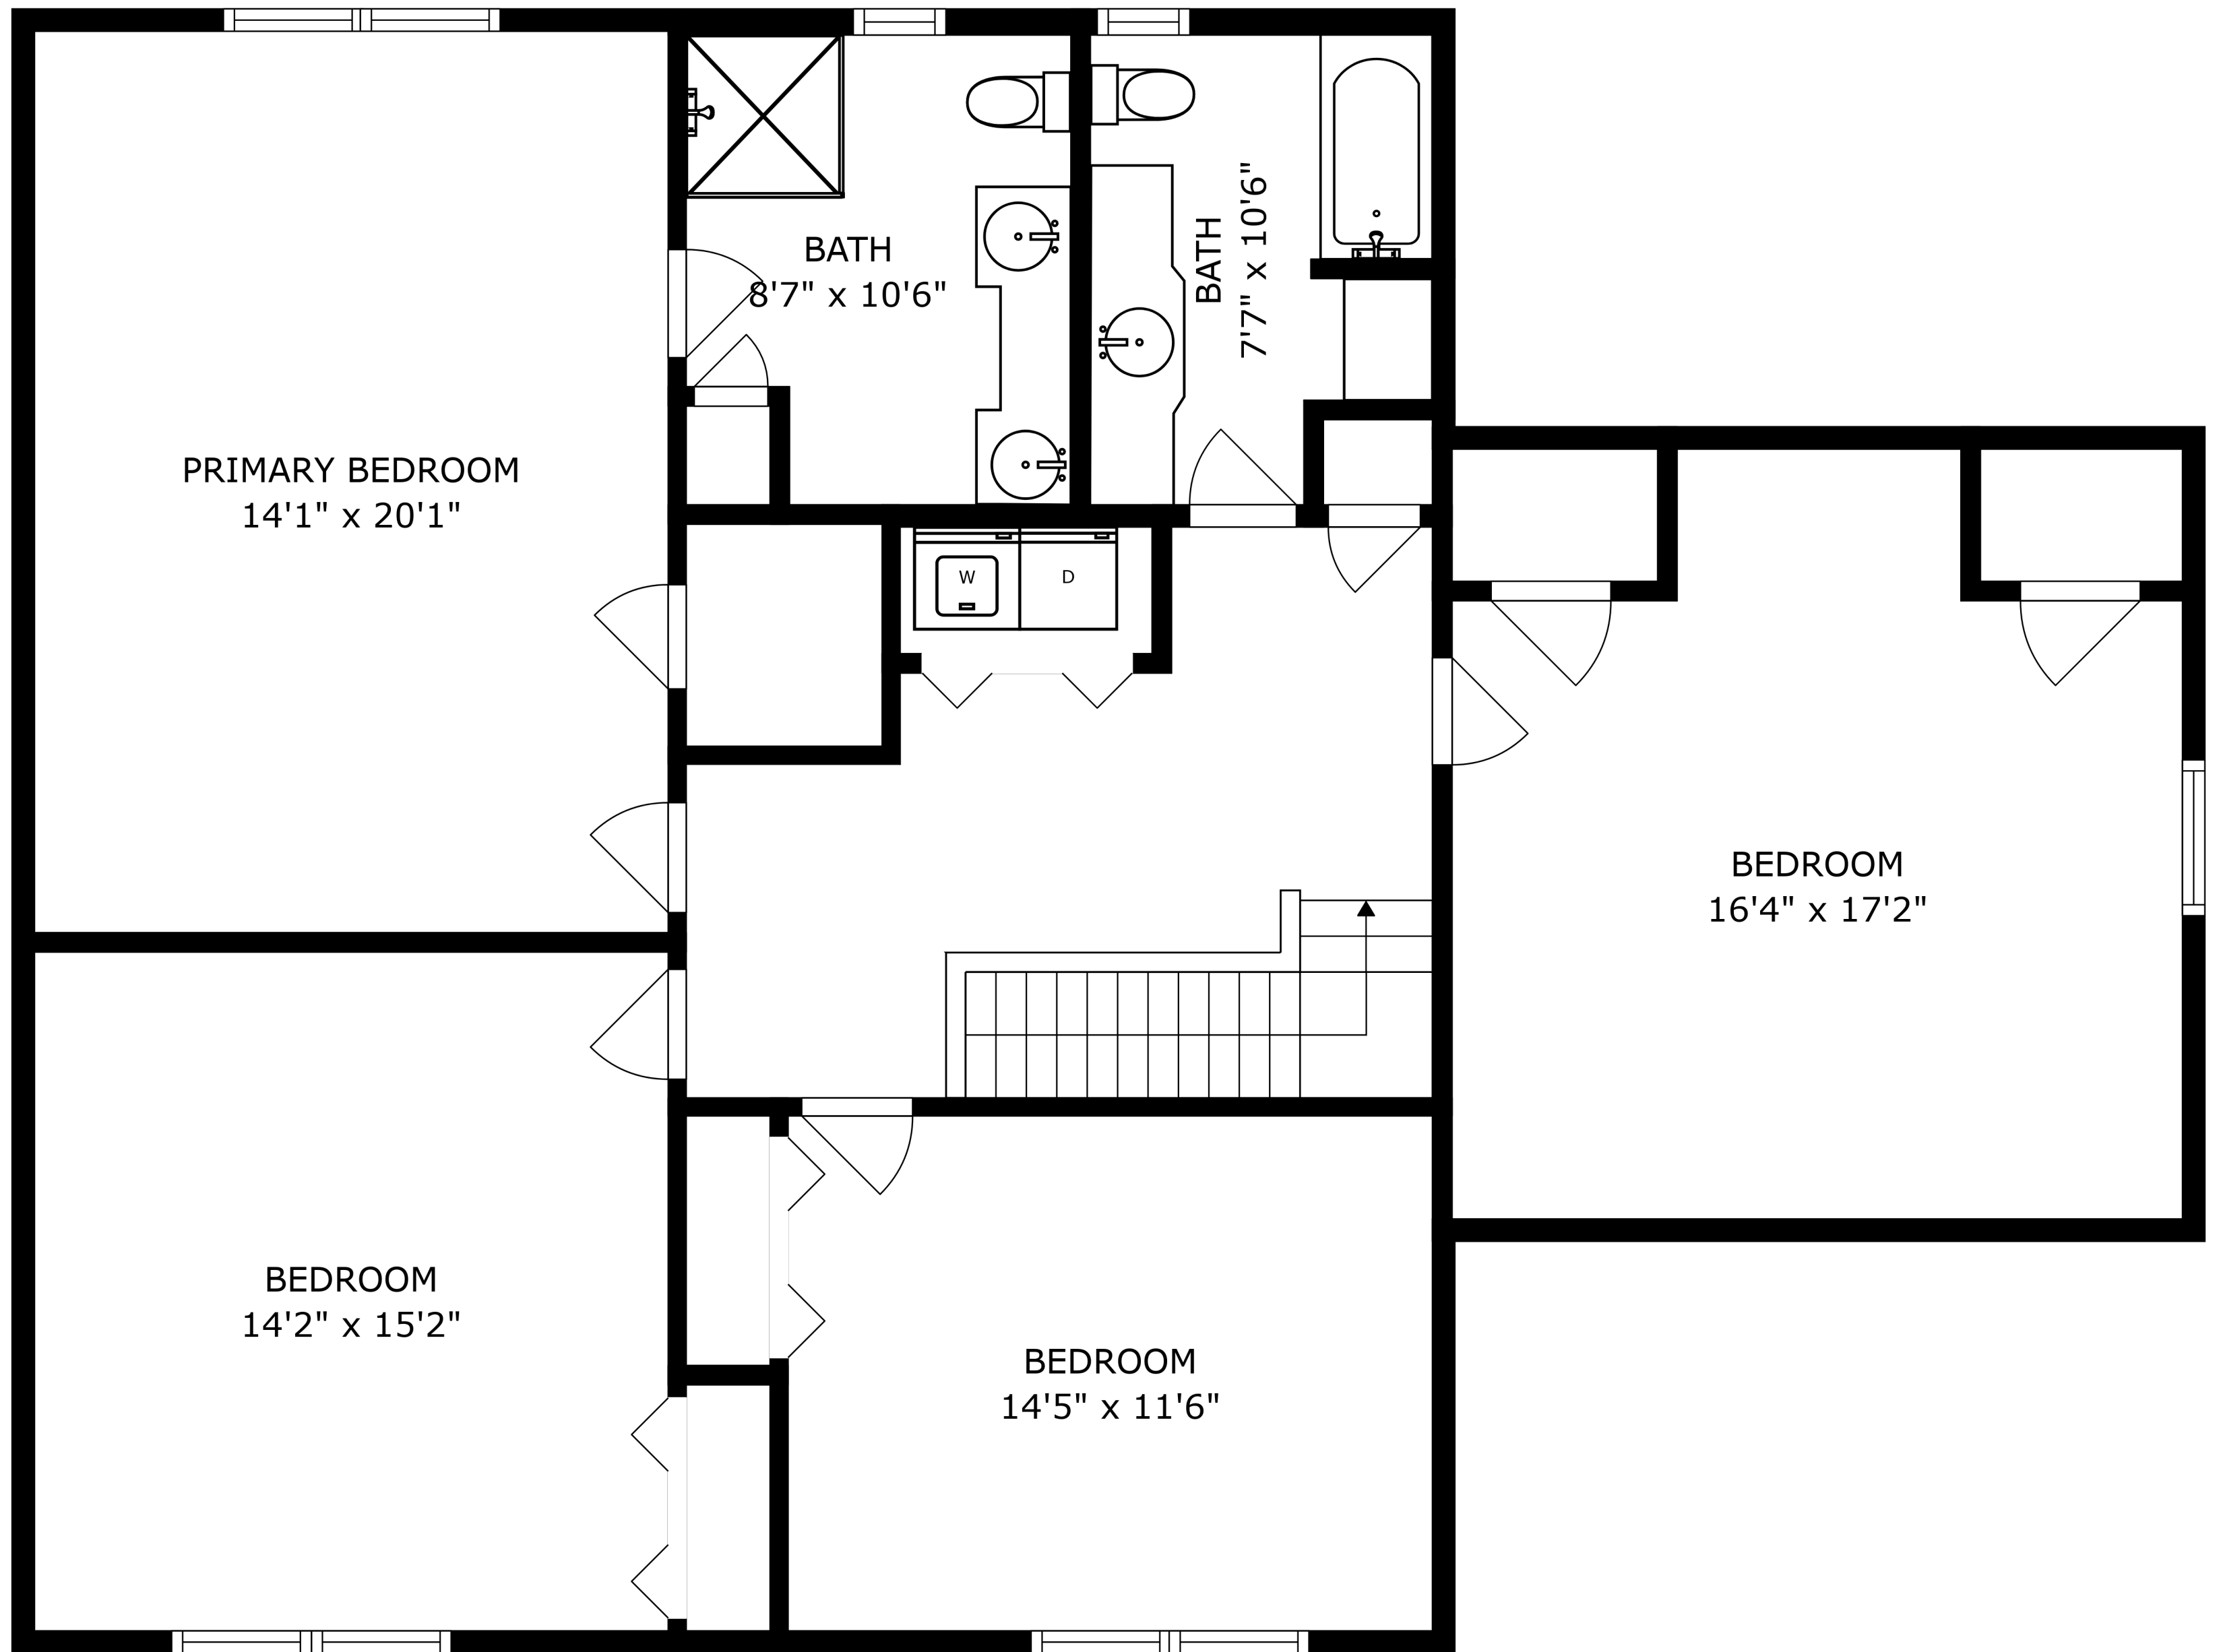 BATH
8'7" x 10'6"
BATH
7'7" x 10'6"
PRIMARY BEDROOM
14'1" x 20'1"
W
D
BEDROOM
16'4" x 17'2"
BEDROOM
14'2" x 15'2"
BEDROOM
14'5" x 11'6"